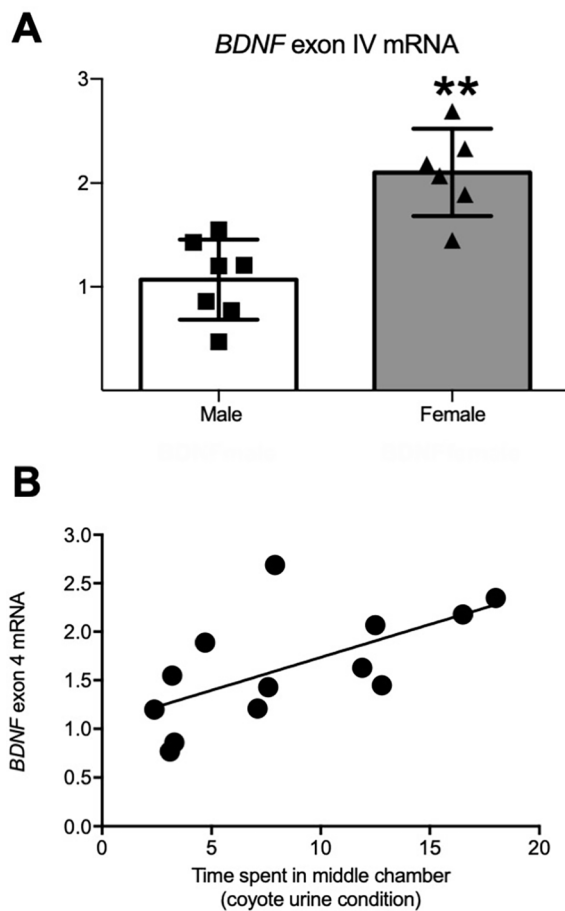 A
BDNF exon IV mRNA
3
**
2
1
Male
Female
B
3.0
2.5
2.0
1.5
1.0
0.5
0.0
BDNF exon 4 mRNA
0 5 10 15 20
Time spent in middle chamber
(coyote urine condition)